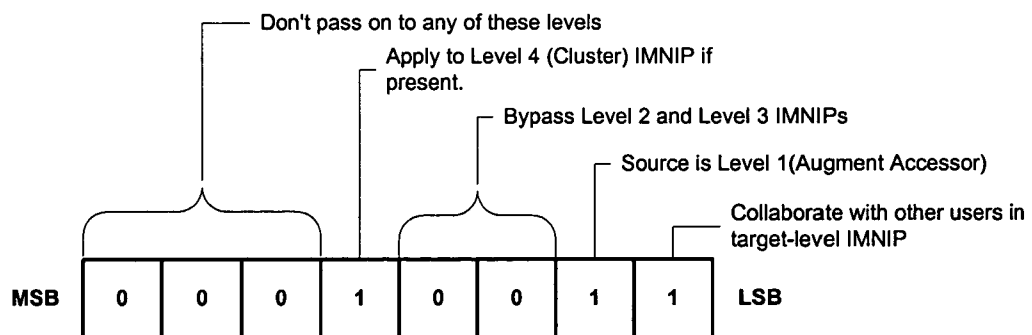 Don't pass on to any of these levels
Apply to Level 4 (Cluster) IMNIP if
present.
Bypass Level 2 and Level 3 IMNIPs
Source is Level 1(Augment Accessor)
Collaborate with other users in
target-level IMNIP
MSB 0 0 0 1 0 0 1 1 LSB